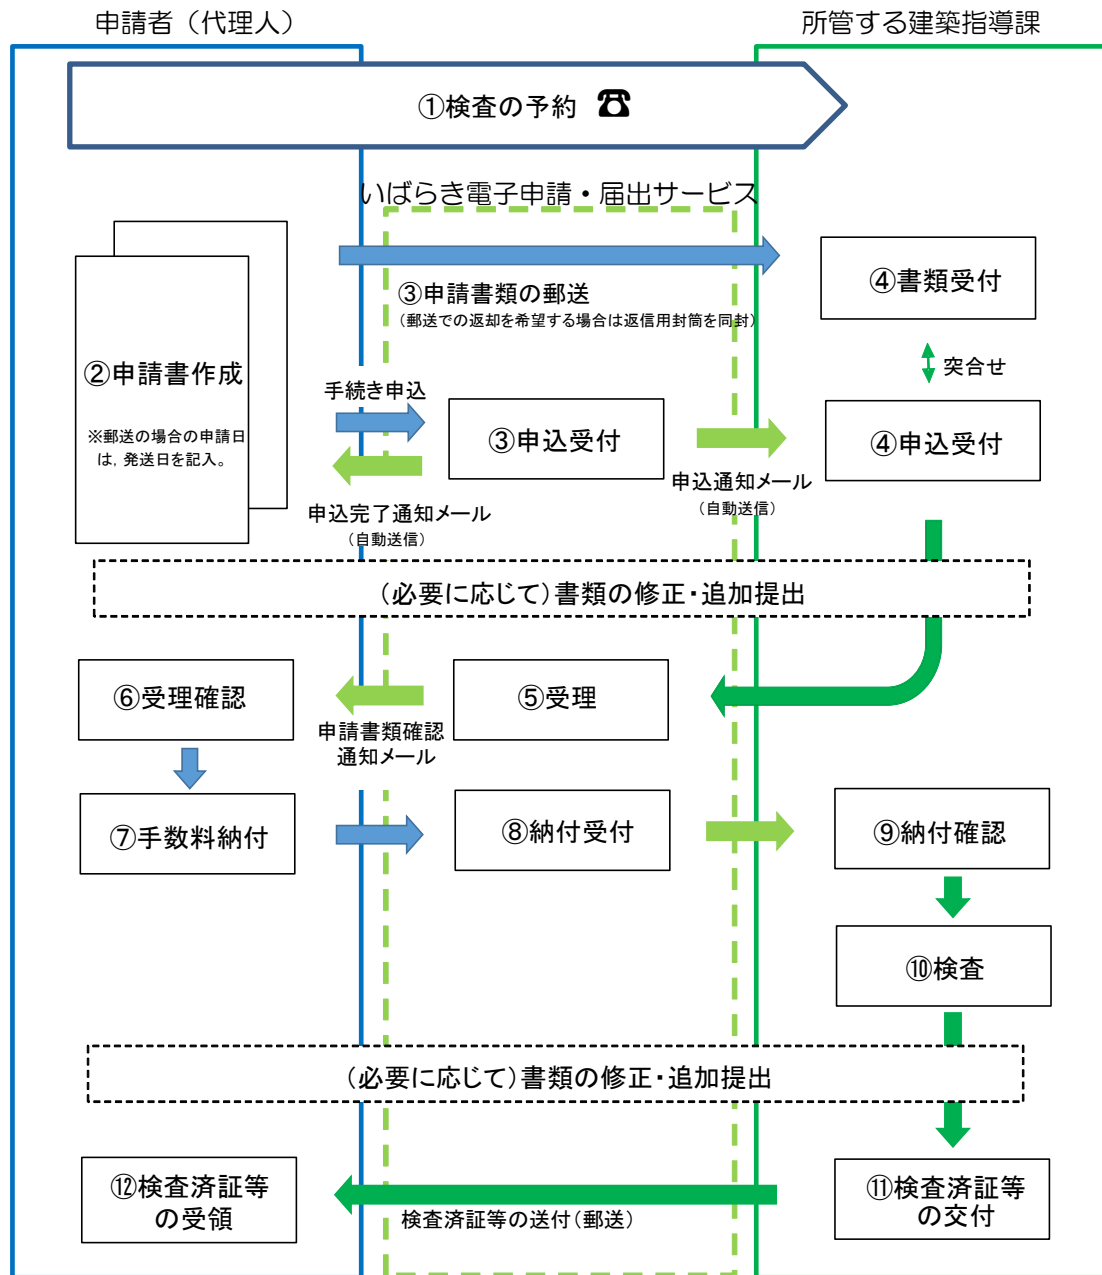 申請者（代理人）
所管する建築指導課
①検査の予約 ☎
いばらき電子申請・届出サービス
③申請書類の郵送
（郵送での返却を希望する場合は返信用封筒を同封）
④書類受付
②申請書作成
※郵送の場合の申請日
は，発送日を記入。
突合せ
手続き申込
③申込受付
④申込受付
申込通知メール
（自動送信）
申込完了通知メール
（自動送信）
（必要に応じて）書類の修正・追加提出
⑥受理確認
⑤受理
申請書類確認
通知メール
⑦手数料納付
⑧納付受付
⑨納付確認
⑩検査
（必要に応じて）書類の修正・追加提出
⑫検査済証等
の受領
検査済証等の送付（郵送）
⑪検査済証等
の交付